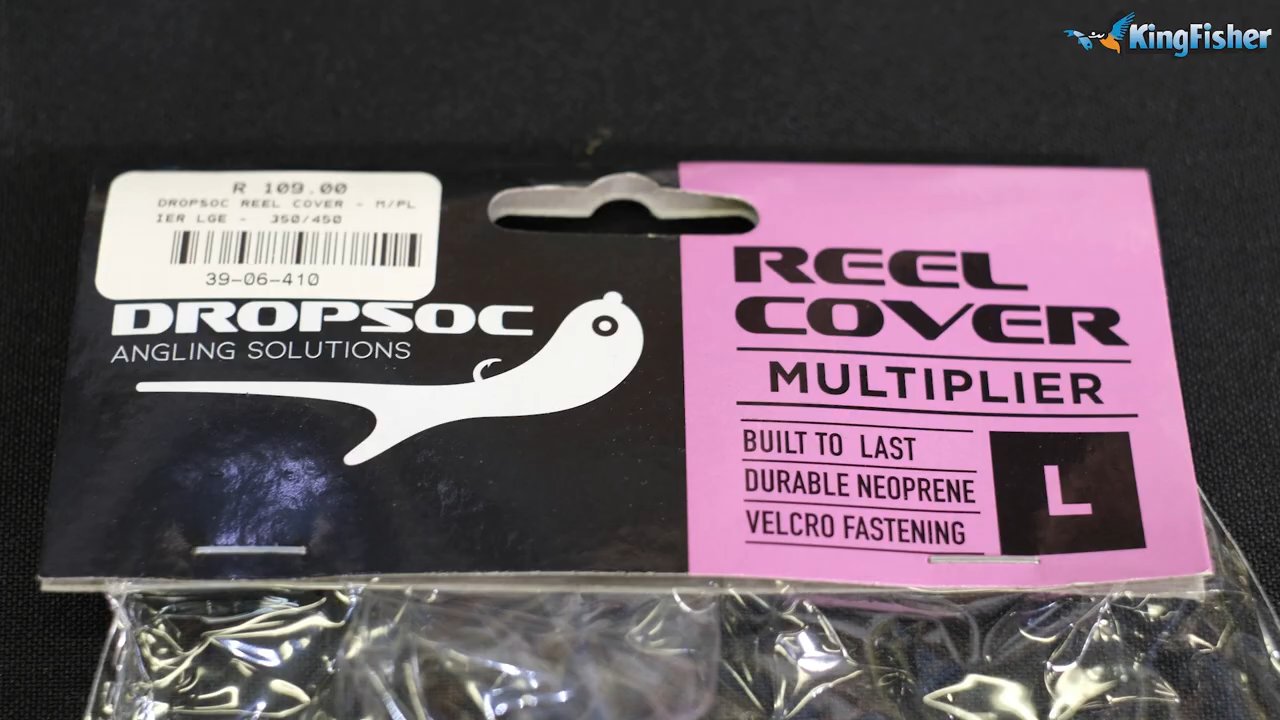 KingFisher
R 109.00
DROPSOC REEL COVER - M/PL
IER LGE - 350/450
39-06-410
DROPSOC
ANGLING SOLUTIONS
REEL
COVER
MULTIPLIER
BUILT TO LAST
DURABLE NEOPRENE
VELCRO FASTENING
L